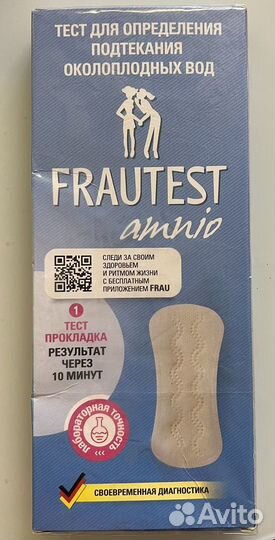 ТЕСТ ДЛЯ ОПРЕДЕЛЕНИЯ
ПОДТЕКАНИЯ
ОКОЛОПЛОДНЫХ ВОД
FRAUTEST
amnio
СЛЕДИ ЗА СВОИМ
ЗДОРОВЬЕМ
И РИТМОМ ЖИЗНИ
С БЕСПЛАТНЫМ
ПРИЛОЖЕНИЕМ FRAU
1
ТЕСТ
ПРОКЛАДКА
РЕЗУЛЬТАТ
ЧЕРЕЗ
10 МИНУТ
лабораторная точность
<<<
СВОЕВРЕМЕННАЯ ДИАГНОСТИКА
Avito